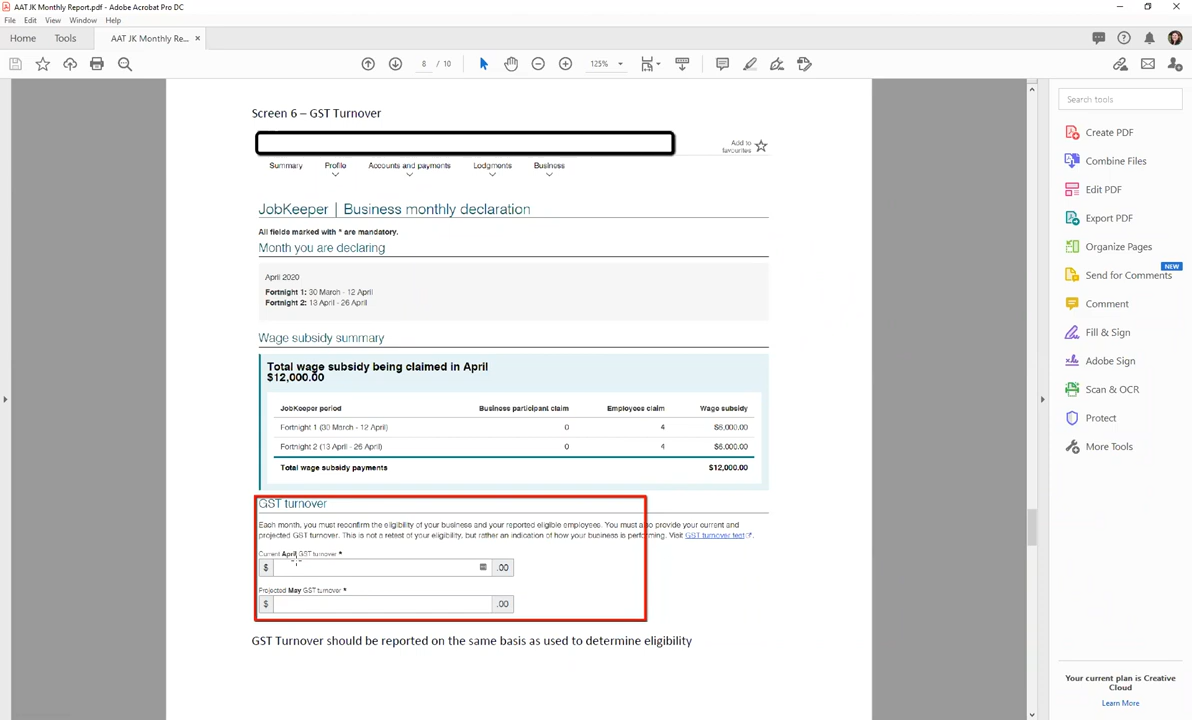 AAT JK Monthly Report.pdf - Adobe Acrobat Pro DC
File Edit View Window Help
Home Tools AAT JK Monthly Re... ×
8 / 10 125%
Screen 6 – GST Turnover
Add to
favourites
Summary Profile Accounts and payments Lodgments Business
JobKeeper | Business monthly declaration
All fields marked with * are mandatory.
Month you are declaring
April 2020
Fortnight 1: 30 March - 12 April
Fortnight 2: 13 April - 26 April
Wage subsidy summary
Total wage subsidy being claimed in April
$12,000.00
JobKeeper period Business participant claim Employees claim Wage subsidy
Fortnight 1 (30 March - 12 April) 0 4 $6,000.00
Fortnight 2 (13 April - 26 April) 0 4 $6,000.00
Total wage subsidy payments $12,000.00
GST turnover
Each month, you must reconfirm the eligibility of your business and your reported eligible employees. You must also provide your current and
projected GST turnover. This is not a retest of your eligibility, but rather an indication of how your business is performing. Visit GST turnover test.
Current April GST turnover *
$ .00
Projected May GST turnover *
$ .00
GST Turnover should be reported on the same basis as used to determine eligibility
Search tools
Create PDF
Combine Files
Edit PDF
Export PDF
Organize Pages
NEW
Send for Comments
Comment
Fill & Sign
Adobe Sign
Scan & OCR
Protect
More Tools
Your current plan is Creative
Cloud
Learn More